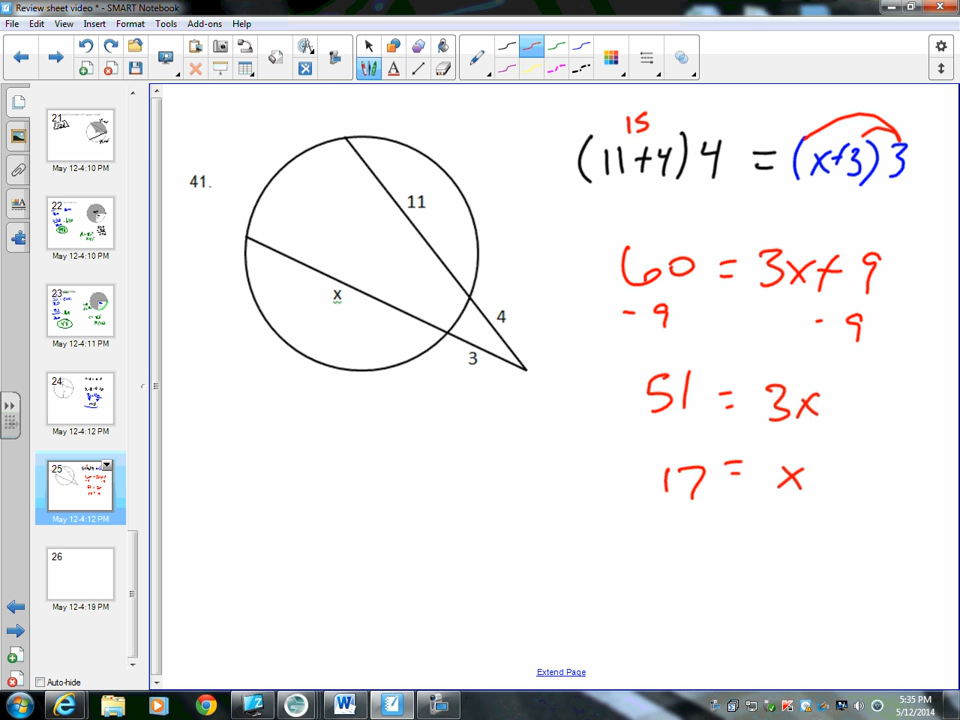 Review sheet video * - SMART Notebook
File Edit View Insert Format Tools Add-ons Help
21
May 12-4:10 PM
22
May 12-4:10 PM
23
May 12-4:11 PM
24
May 12-4:12 PM
25
May 12-4:12 PM
26
May 12-4:19 PM
Auto-hide
41.
11
x
4
3
15
(11+4)4 = (x+3)3
60 = 3x+9
-9 -9
51 = 3x
17 = x
Extend Page
5:35 PM
5/12/2014